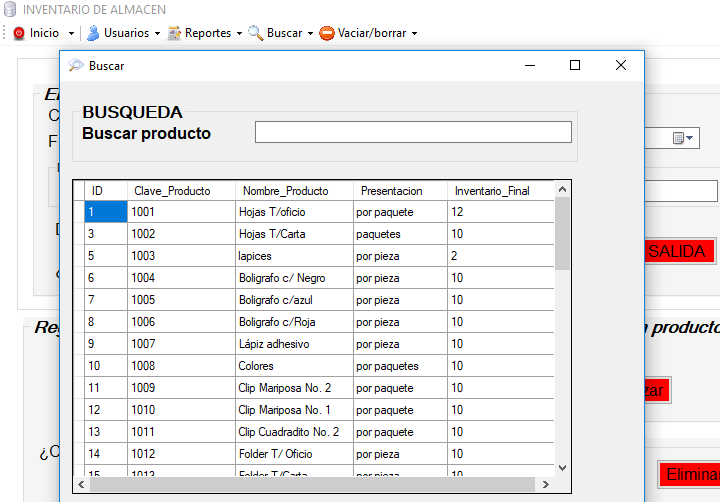 INVENTARIO DE ALMACEN
Inicio Usuarios Reportes Buscar Vaciar/borrar
Buscar
BUSQUEDA
Buscar producto
ID Clave_Producto Nombre_Producto Presentacion Inventario_Final
1 1001 Hojas T/oficio por paquete 12
3 1002 Hojas T/Carta paquetes 10
5 1003 lapices por pieza 2
6 1004 Boligrafo c/ Negro por pieza 10
7 1005 Boligrafo c/azul por pieza 10
8 1006 Boligrafo c/Roja por pieza 10
9 1007 Lápiz adhesivo por pieza 10
10 1008 Colores por paquetes 10
11 1009 Clip Mariposa No. 2 por paquete 10
12 1010 Clip Mariposa No. 1 por paquete 10
13 1011 Clip Cuadradito No. 2 por paquete 10
14 1012 Folder T/ Oficio por pieza 10
15 1013 Folder T/Carta por pieza 10
SALIDA
Reg
n producto
zar
¿C
Elimina